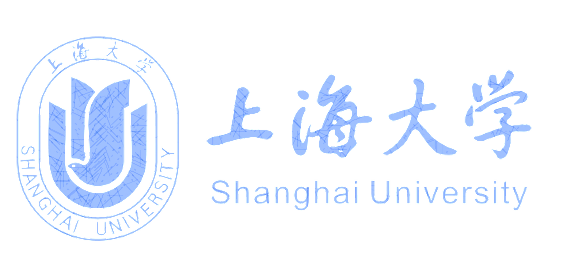 上海大学
SHANGHAI UNIVERSITY
上海大学
Shanghai University